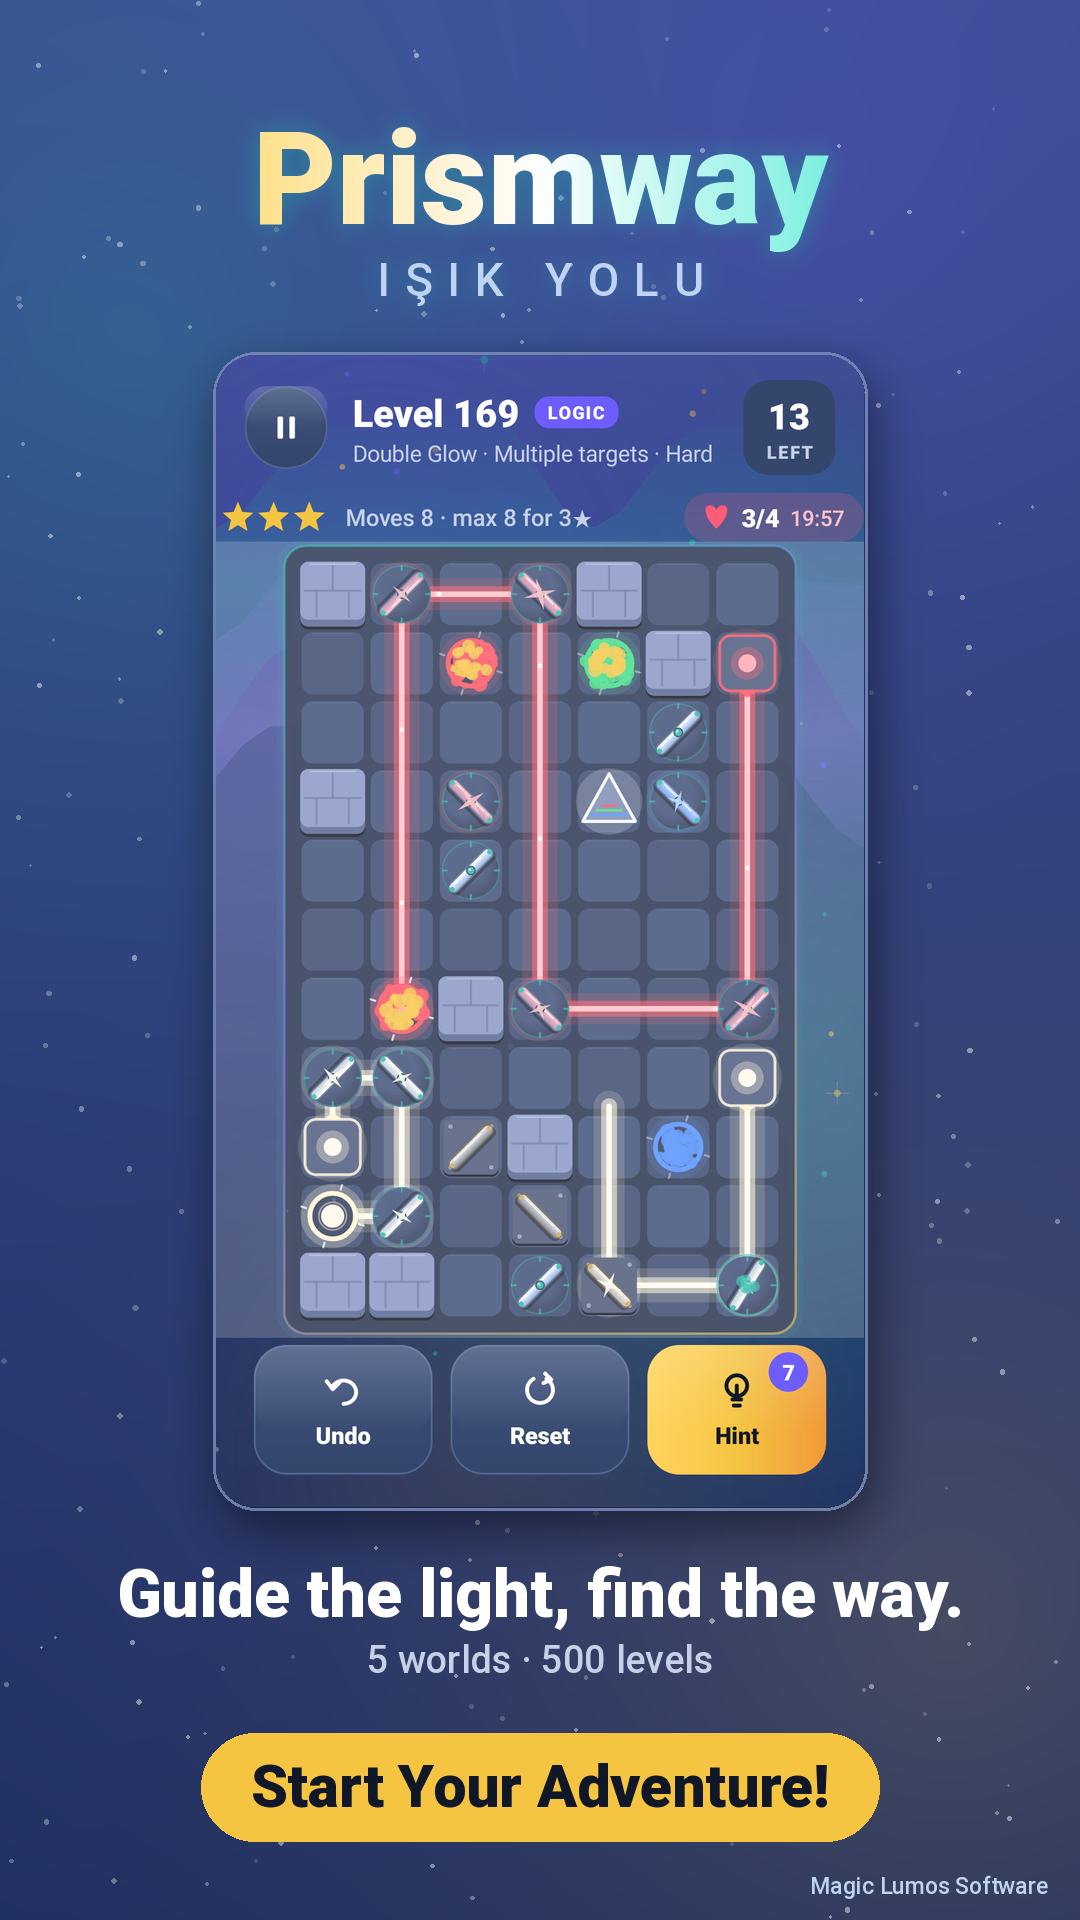 Prismway
IŞIK YOLU
Level 169 LOGIC
Double Glow · Multiple targets · Hard
13
LEFT
Moves 8 · max 8 for 3★
3/4 19:57
Undo
Reset
Hint
7
Guide the light, find the way.
5 worlds · 500 levels
Start Your Adventure!
Magic Lumos Software